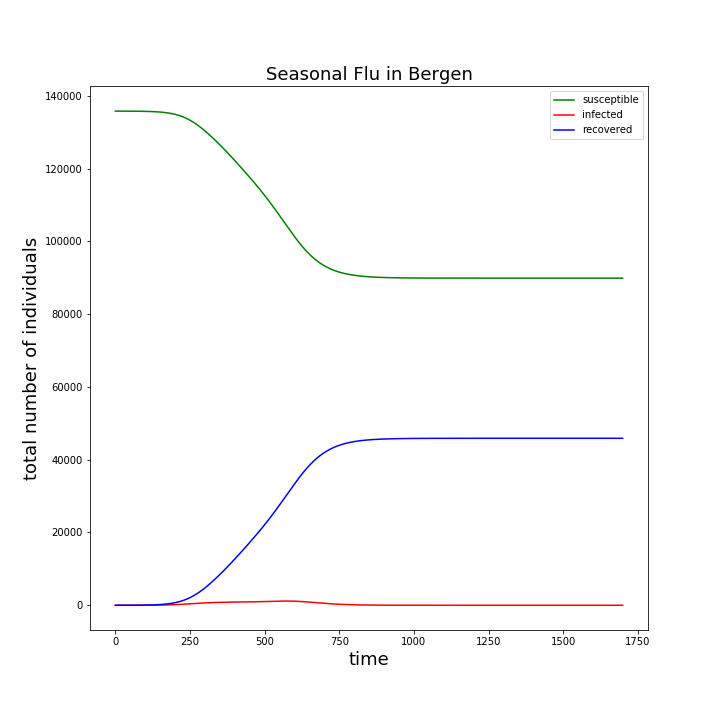 Seasonal Flu in Bergen
susceptible
infected
recovered
total number of individuals
140000
120000
100000
80000
60000
40000
20000
0
0 250 500 750 1000 1250 1500 1750
time